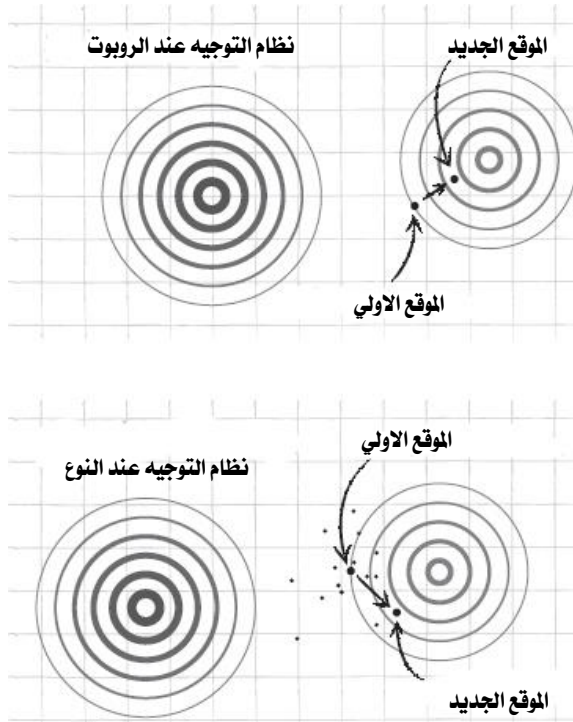 نظام التوجيه عند الروبوت
الموقع الجديد
الموقع الاولي
الموقع الاولي
نظام التوجيه عند النوع
الموقع الجديد